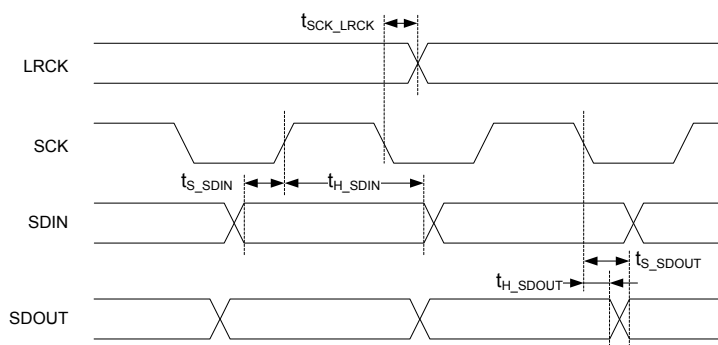 tSCK_LRCK
LRCK
SCK
tS_SDIN
tH_SDIN
SDIN
tS_SDOUT
tH_SDOUT
SDOUT